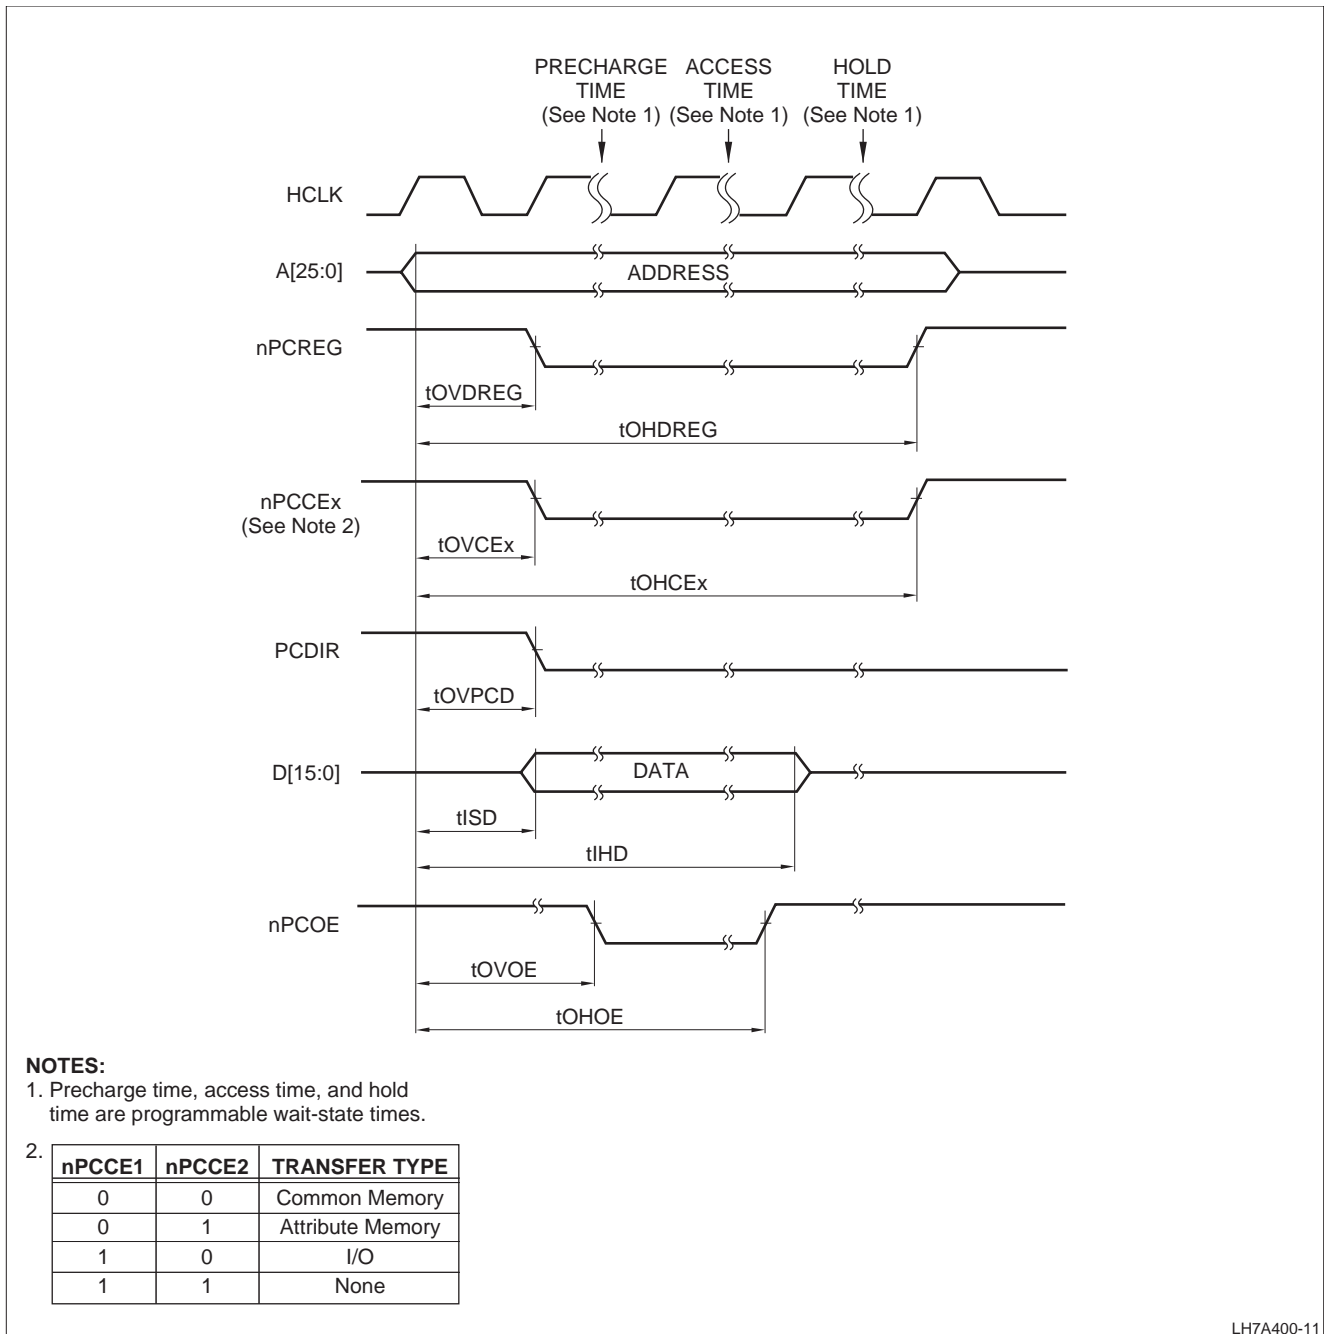 PRECHARGE TIME (See Note 1)
ACCESS TIME (See Note 1)
HOLD TIME (See Note 1)
HCLK
A[25:0]
ADDRESS
nPCREG
tOVDREG
tOHDREG
nPCCEx
(See Note 2)
tOVCEx
tOHCEx
PCDIR
tOVPCD
D[15:0]
DATA
tISD
tIHD
nPCOE
tOVOE
tOHOE
NOTES:
1. Precharge time, access time, and hold
time are programmable wait-state times.
2.
nPCCE1 nPCCE2 TRANSFER TYPE
0 0 Common Memory
0 1 Attribute Memory
1 0 I/O
1 1 None
LH7A400-11